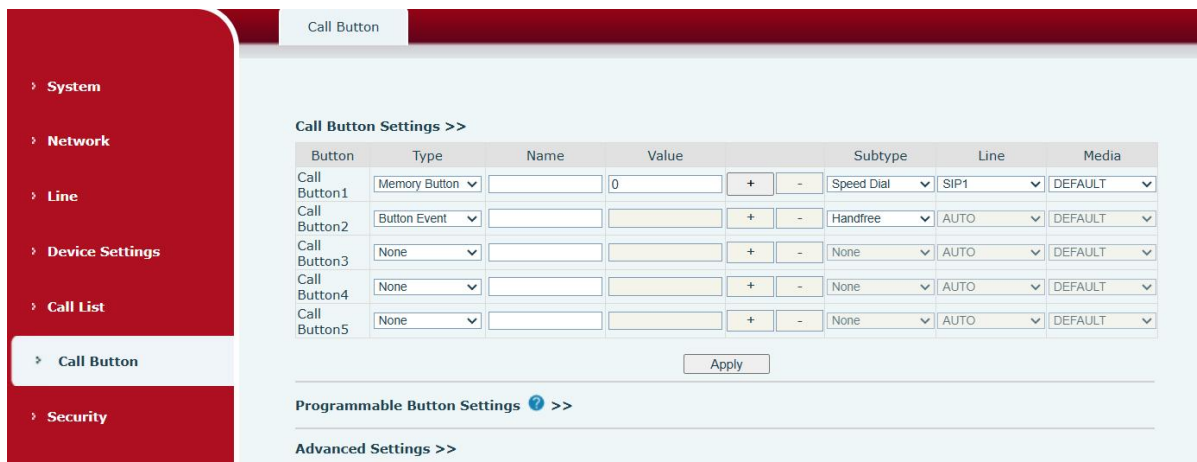 Call Button
System
Network
Line
Device Settings
Call List
Call Button
Security
Call Button Settings >>
Button Type Name Value Subtype Line Media
Call Button1 Memory Button 0 + - Speed Dial SIP1 DEFAULT
Call Button2 Button Event + - Handfree AUTO DEFAULT
Call Button3 None + - None AUTO DEFAULT
Call Button4 None + - None AUTO DEFAULT
Call Button5 None + - None AUTO DEFAULT
Apply
Programmable Button Settings ? >>
Advanced Settings >>